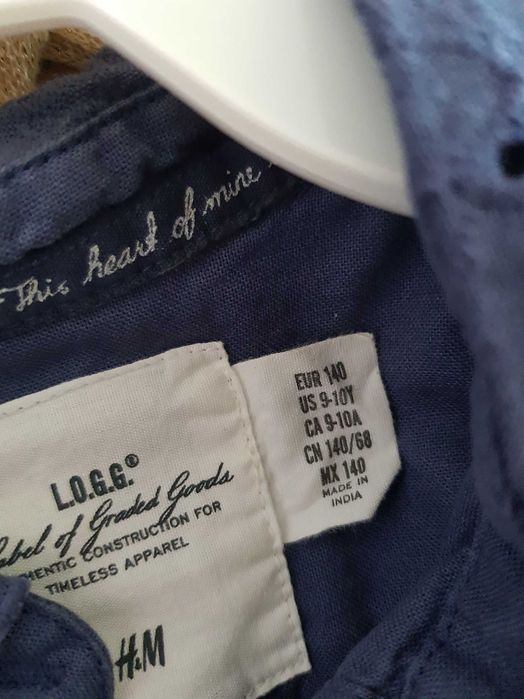 This heart of mine
L.O.G.G.®
Label of Graded Goods
AUTHENTIC CONSTRUCTION FOR
TIMELESS APPAREL
H&M
EUR 140
US 9-10Y
CA 9-10A
CN 140/68
MX 140
MADE IN
INDIA